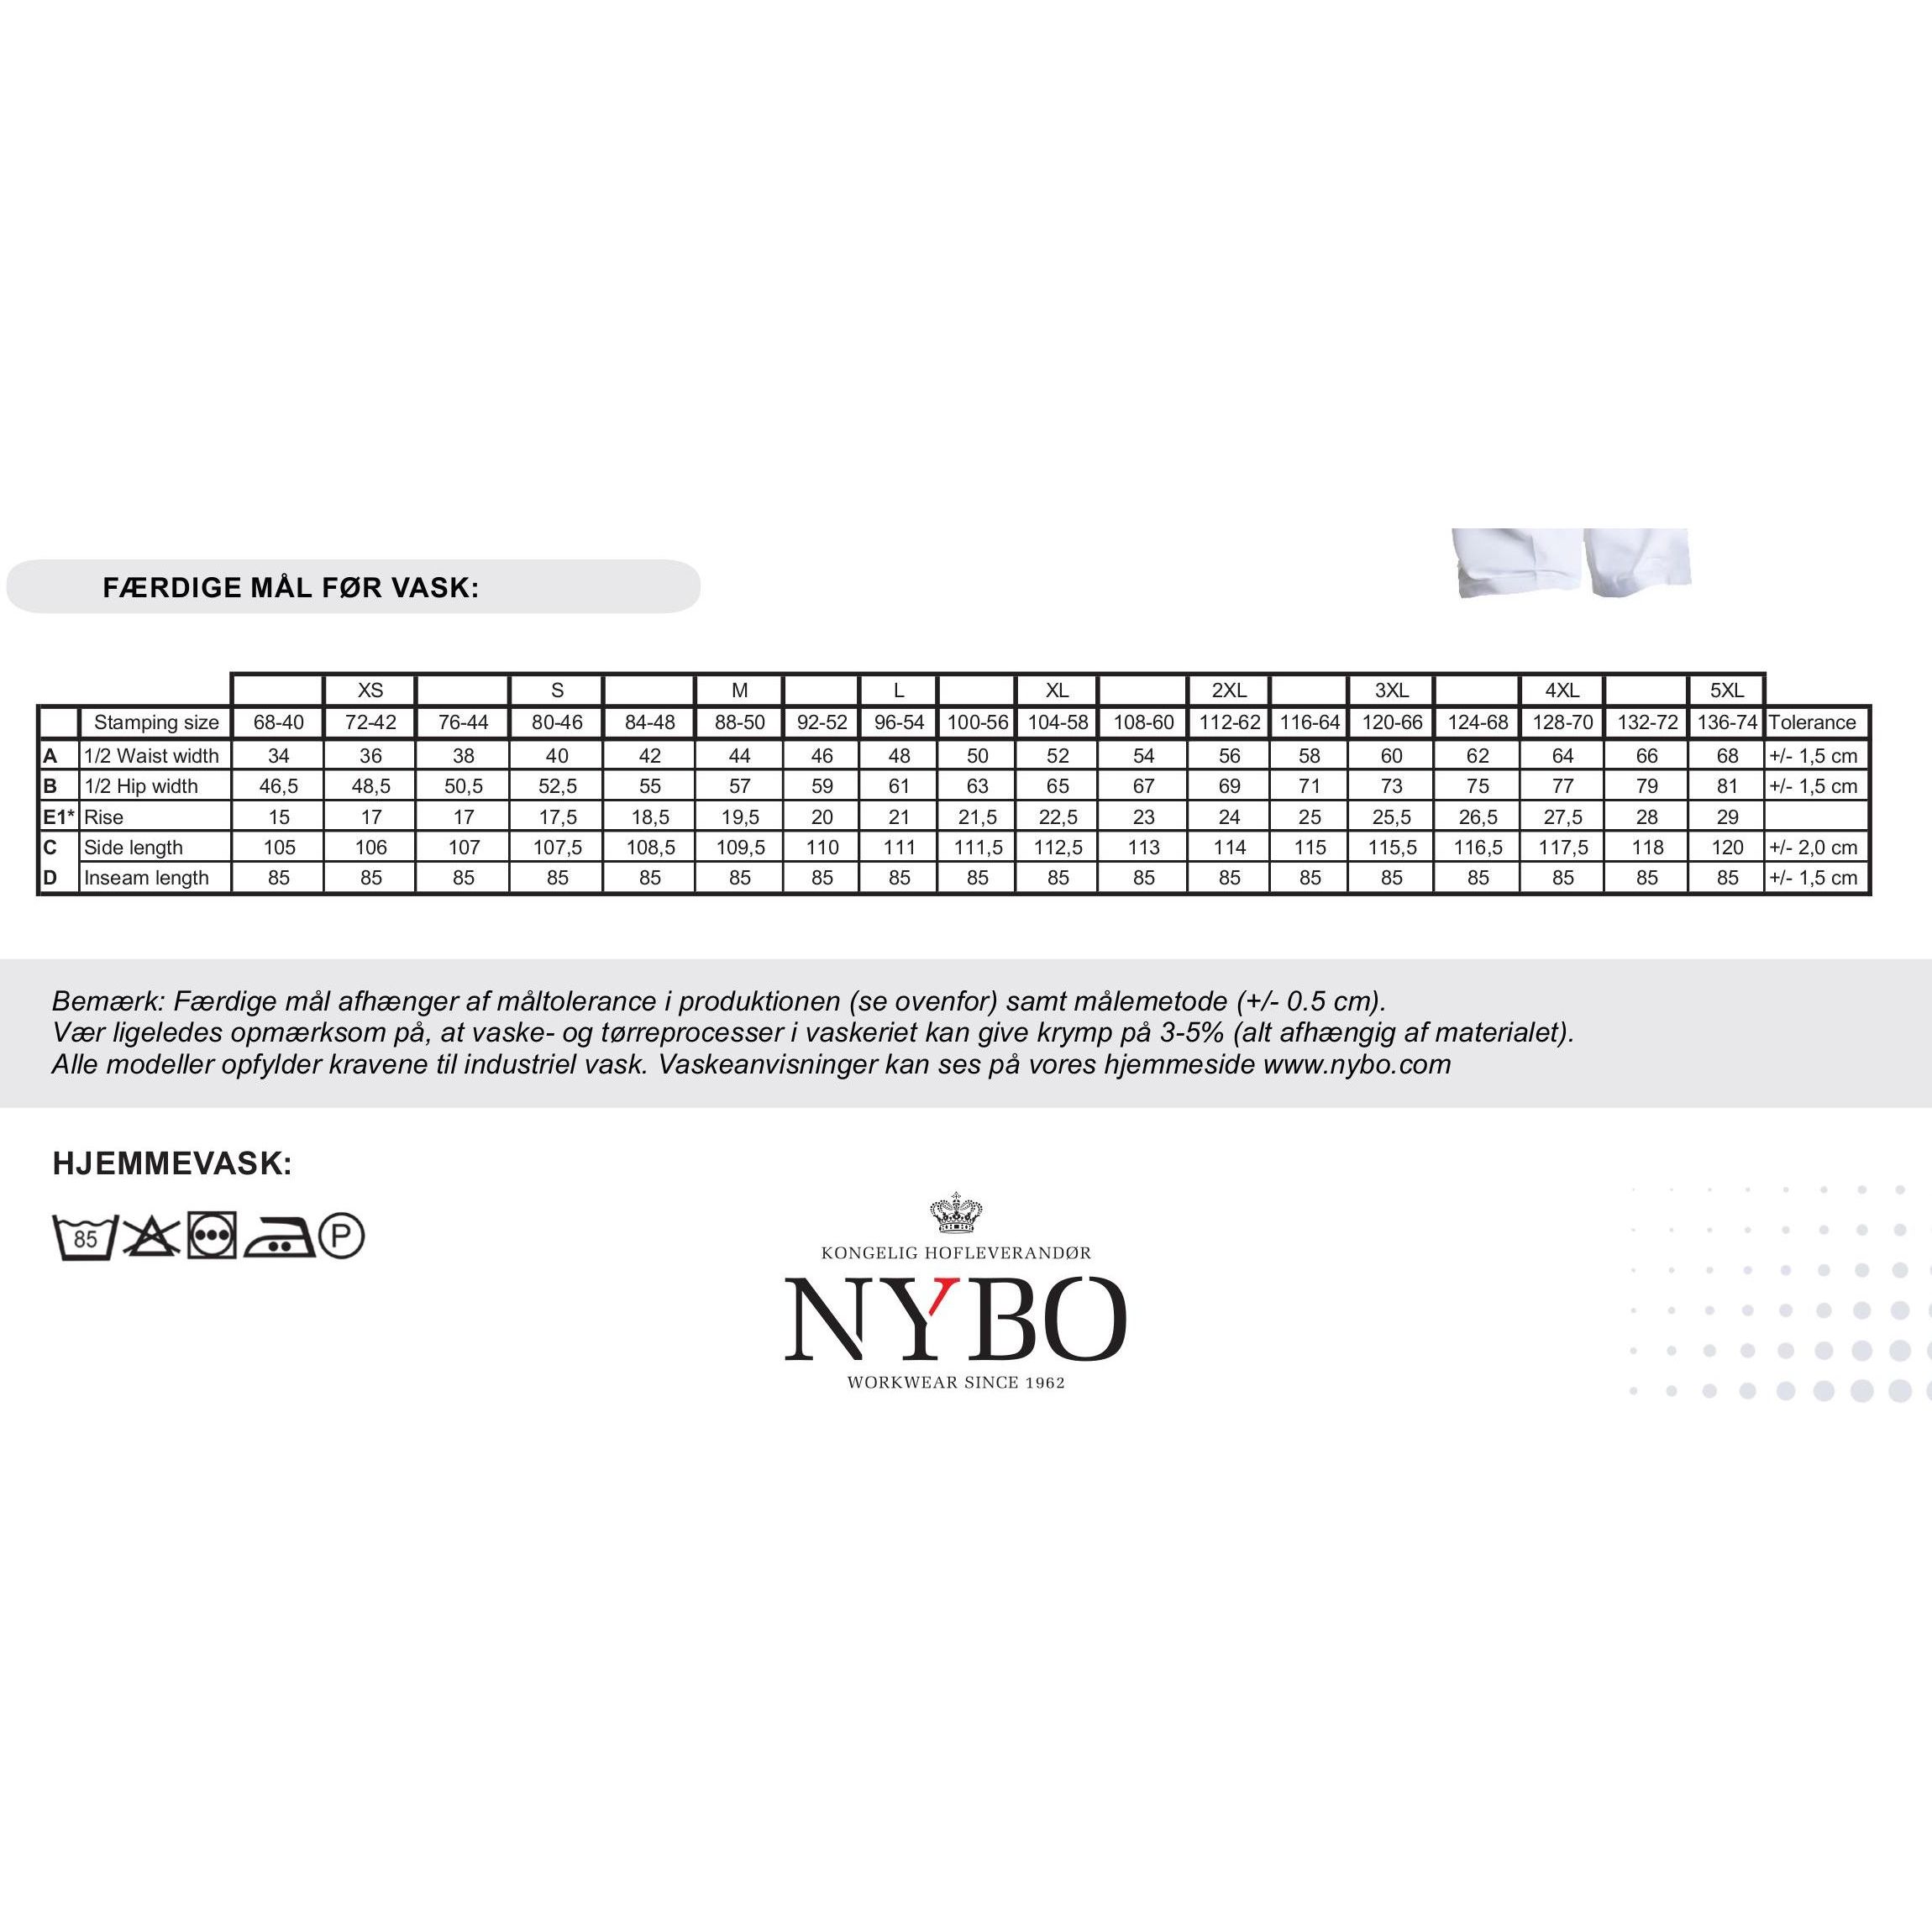 FÆRDIGE MÅL FØR VASK:
XS S M L XL 2XL 3XL 4XL 5XL
Stamping size 68-40 72-42 76-44 80-46 84-48 88-50 92-52 96-54 100-56 104-58 108-60 112-62 116-64 120-66 124-68 128-70 132-72 136-74 Tolerance
A 1/2 Waist width 34 36 38 40 42 44 46 48 50 52 54 56 58 60 62 64 66 68 +/- 1,5 cm
B 1/2 Hip width 46,5 48,5 50,5 52,5 55 57 59 61 63 65 67 69 71 73 75 77 79 81 +/- 1,5 cm
E1* Rise 15 17 17 17,5 18,5 19,5 20 21 21,5 22,5 23 24 25 25,5 26,5 27,5 28 29
C Side length 105 106 107 107,5 108,5 109,5 110 111 111,5 112,5 113 114 115 115,5 116,5 117,5 118 120 +/- 2,0 cm
D Inseam length 85 85 85 85 85 85 85 85 85 85 85 85 85 85 85 85 85 85 +/- 1,5 cm
Bemærk: Færdige mål afhænger af måltolerance i produktionen (se ovenfor) samt målemetode (+/- 0.5 cm).
Vær ligeledes opmærksom på, at vaske- og tørreprocesser i vaskeriet kan give krymp på 3-5% (alt afhængig af materialet).
Alle modeller opfylder kravene til industriel vask. Vaskeanvisninger kan ses på vores hjemmeside www.nybo.com
HJEMMEVASK:
85 P
KONGELIG HOFLEVERANDØR
NYBO
WORKWEAR SINCE 1962